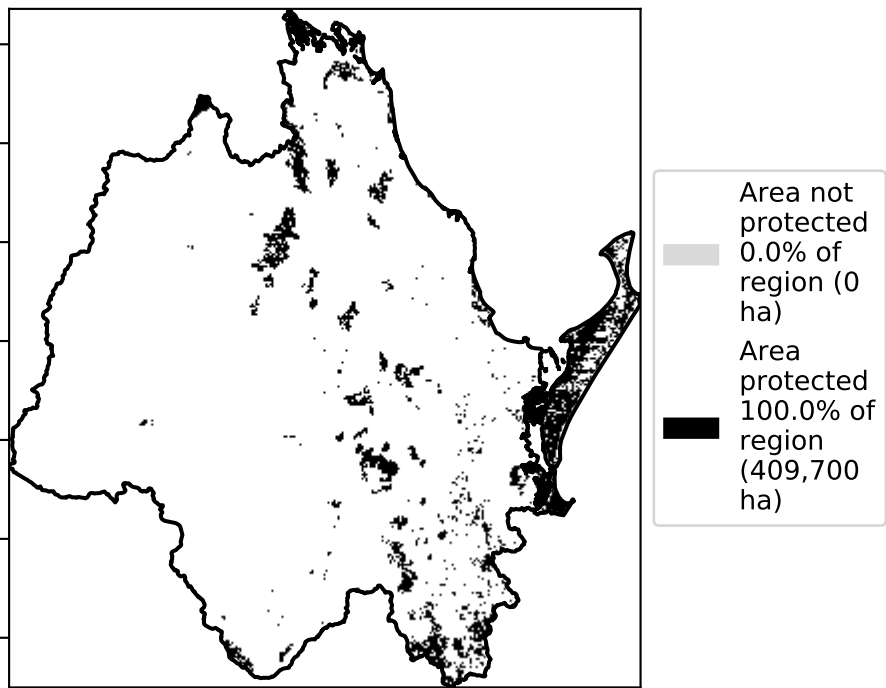 Area not
protected
0.0% of
region (0
ha)
Area
protected
100.0% of
region
(409,700
ha)